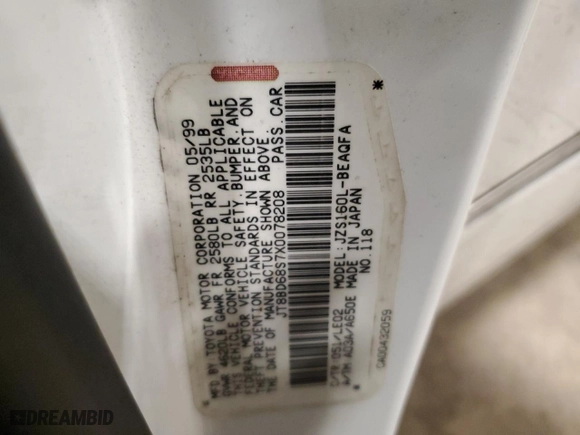 MFD BY TOYOTA MOTOR CORPORATION 05/99
GVWR 4620LB GAWR FR 2580LB RR 2535LB
THIS VEHICLE CONFORMS TO ALL APPLICABLE
FEDERAL MOTOR VEHICLE SAFETY, BUMPER, AND
THEFT PREVENTION STANDARDS IN EFFECT ON
THE DATE OF MANUFACTURE SHOWN ABOVE.
JT8BD68S7X0078208 PASS. CAR
C/TR 051/LE02 MODEL: JZS160L-BEAQFA
A/TM A03A/A650E MADE IN JAPAN
NO.118
CA00432059
DREAMBID